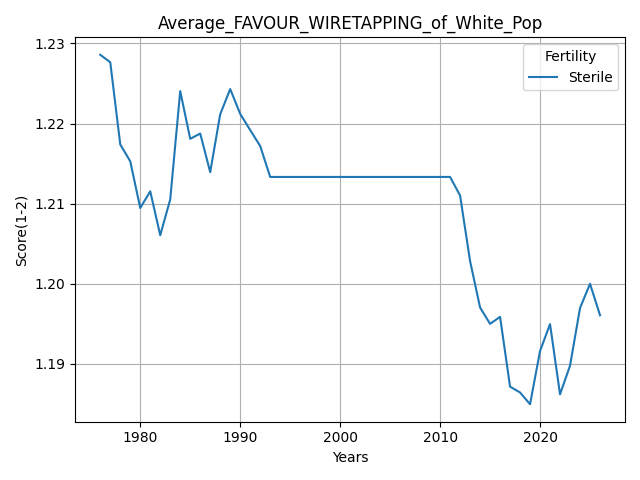 Average_FAVOUR_WIRETAPPING_of_White_Pop
Fertility
Sterile
1.23
1.22
1.21
1.20
1.19
Score(1-2)
1980 1990 2000 2010 2020
Years